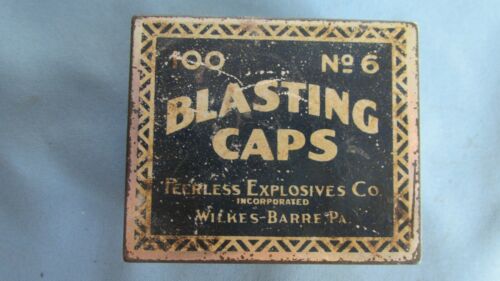 100 Nº 6
BLASTING
CAPS
PEERLESS EXPLOSIVES CO.
INCORPORATED
WILKES-BARRE, PA.